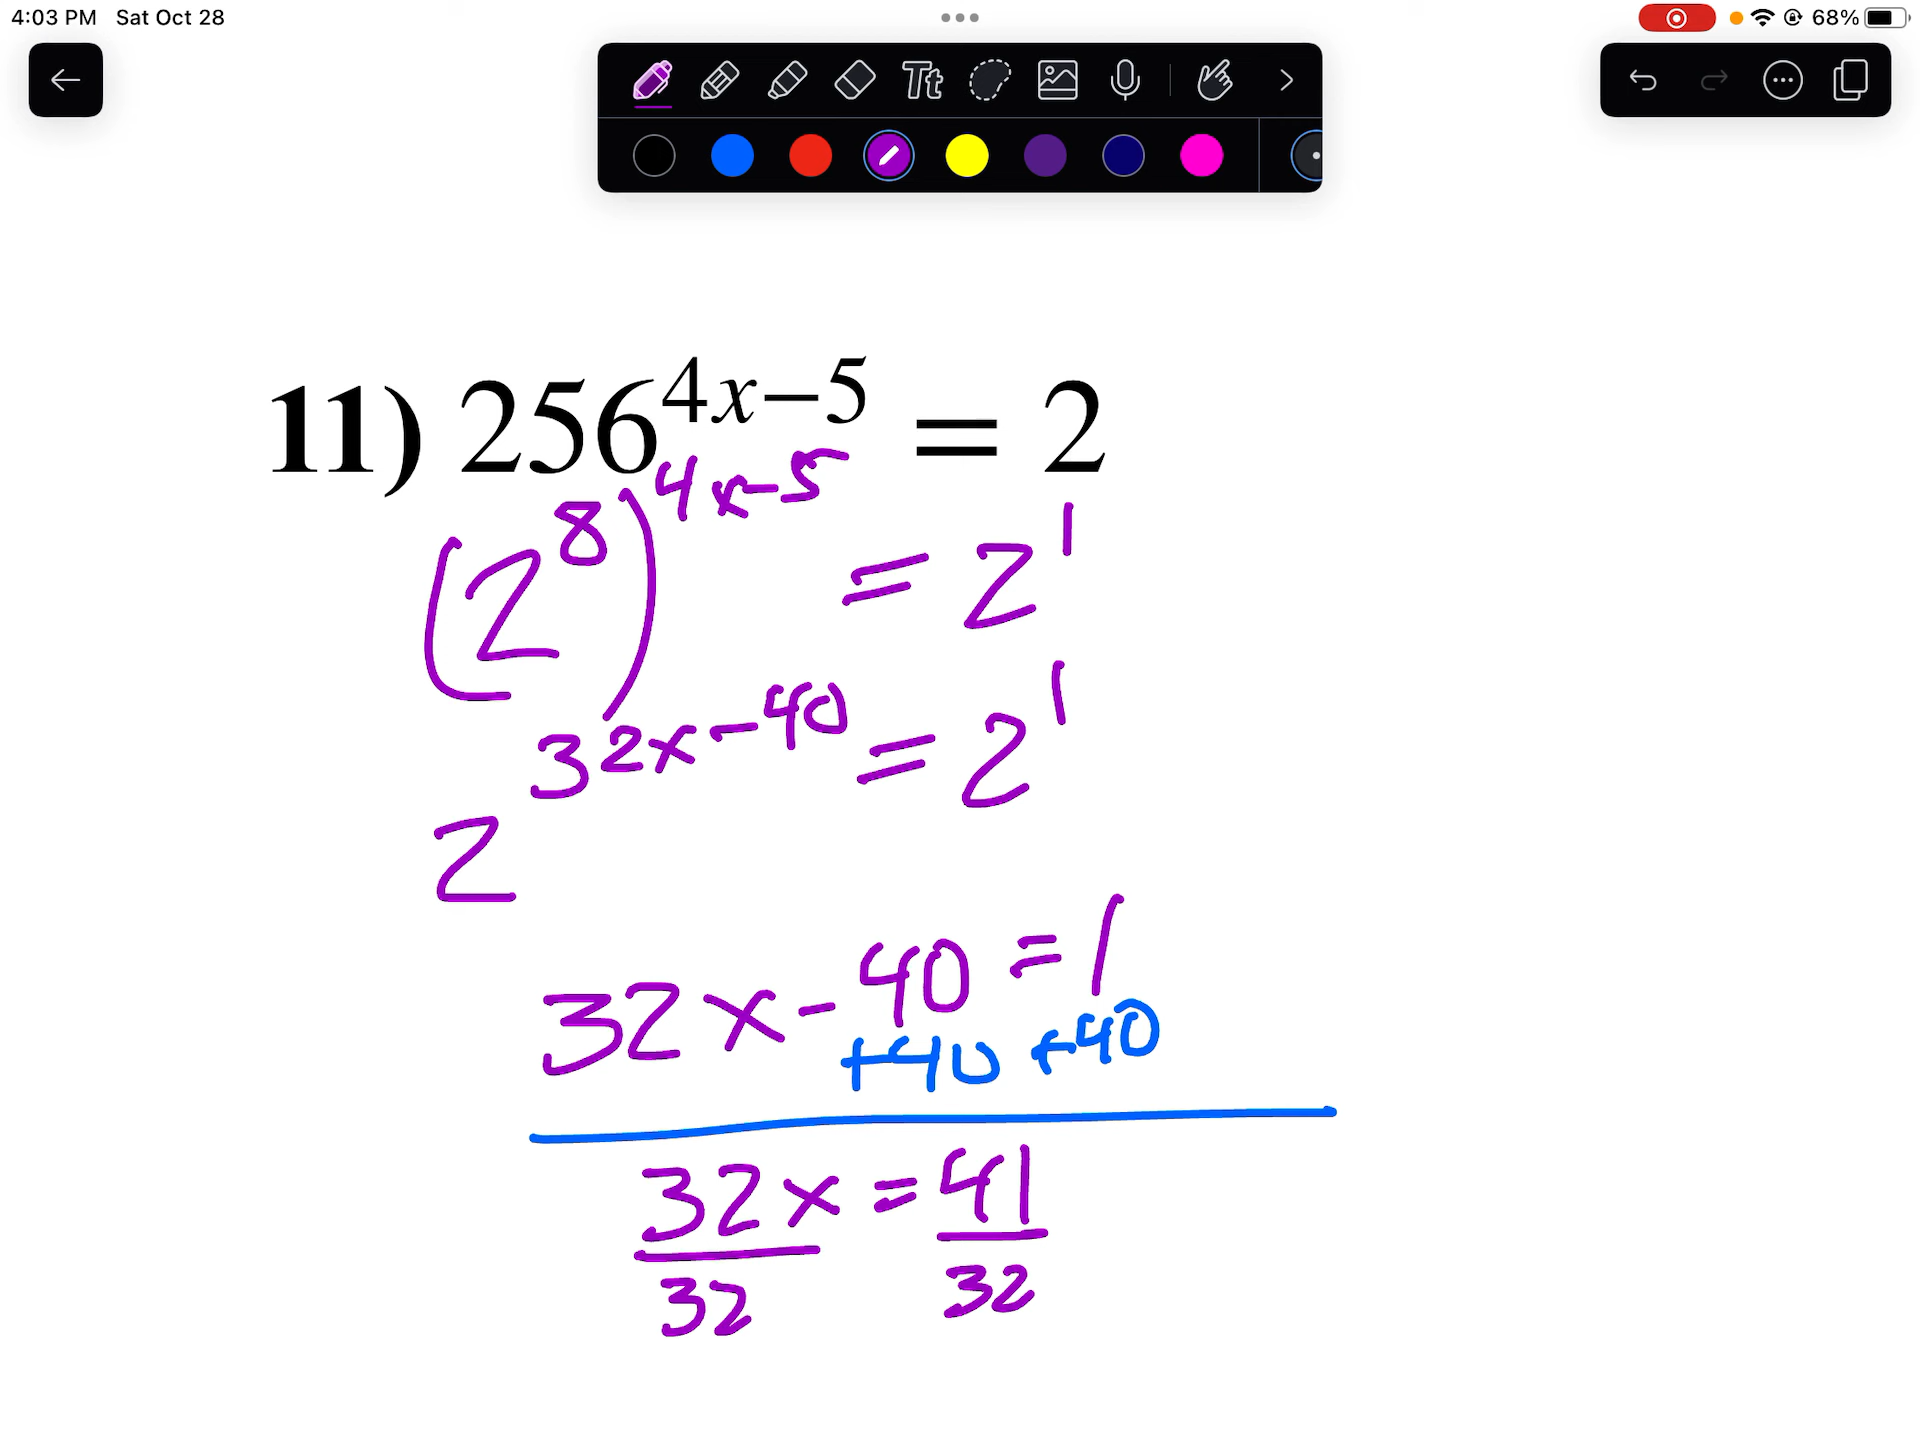 4:03 PM Sat Oct 28 68%
Tt
11) 256^{4x-5} = 2
(2^8)^{4x-5} = 2^1
2^{32x-40} = 2^1
32x - 40 = 1
+40 +40
32x = 41
32 32